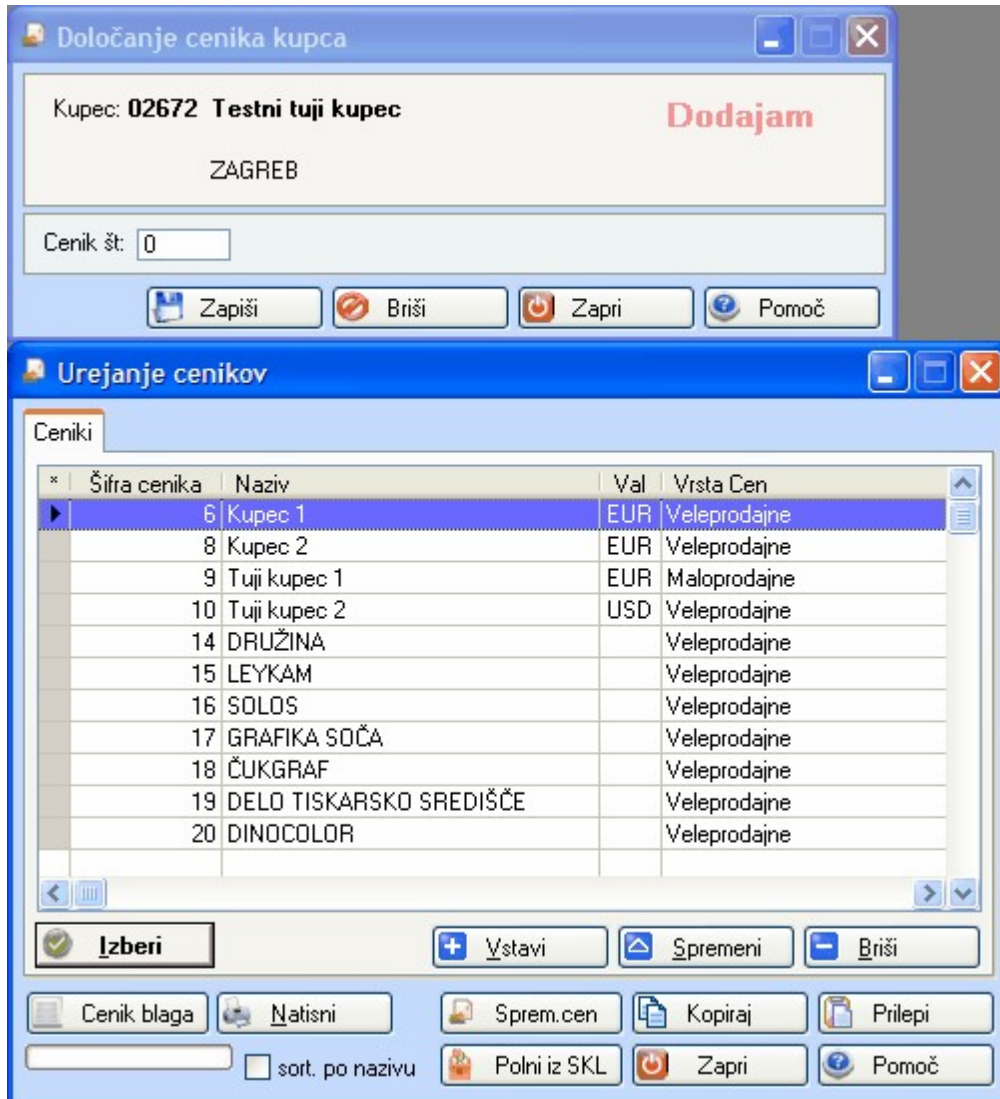 Določanje cenika kupca
Kupec: 02672 Testni tuji kupec
Dodajam
ZAGREB
Cenik št: 0
Zapiši Briši Zapri Pomoč
Urejanje cenikov
Ceniki
* Šifra cenika Naziv Val Vrsta Cen
6 Kupec 1 EUR Veleprodajne
8 Kupec 2 EUR Veleprodajne
9 Tuji kupec 1 EUR Maloprodajne
10 Tuji kupec 2 USD Veleprodajne
14 DRUŽINA Veleprodajne
15 LEYKAM Veleprodajne
16 SOLOS Veleprodajne
17 GRAFIKA SOČA Veleprodajne
18 ČUKGRAF Veleprodajne
19 DELO TISKARSKO SREDIŠČE Veleprodajne
20 DINOCOLOR Veleprodajne
Izberi Vstavi Spremeni Briši
Cenik blaga Natisni Sprem.cen Kopiraj Prilepi
sort. po nazivu Polni iz SKL Zapri Pomoč